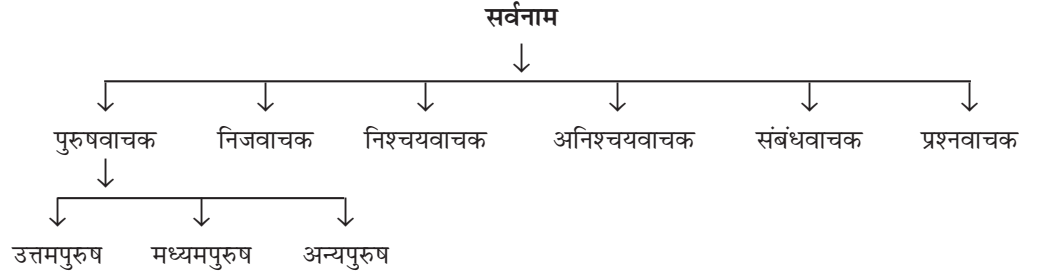 सर्वनाम
पुरुषवाचक निजवाचक निश्चयवाचक अनिश्चयवाचक संबंधवाचक प्रश्नवाचक
उत्तमपुरुष मध्यमपुरुष अन्यपुरुष